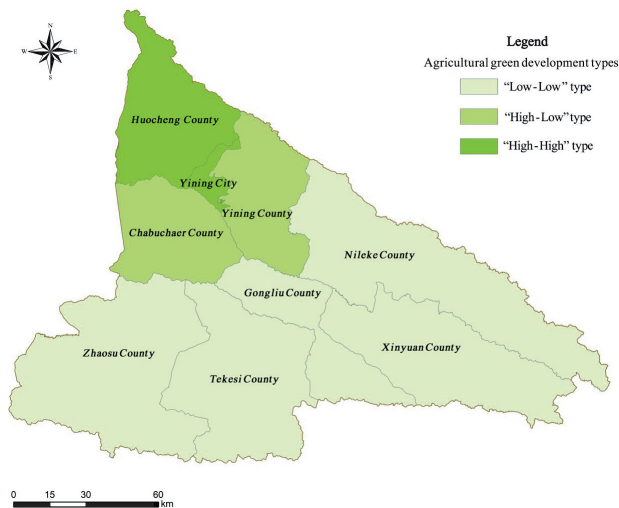 N
W
E
S
Legend
Agricultural green development types
“Low-Low” type
“High-Low” type
“High-High” type
Huocheng County
Yining City
Yining County
Chabuchaer County
Nileke County
Gongliu County
Zhaosu County
Xinyuan County
Tekesi County
0 15 30 60
km